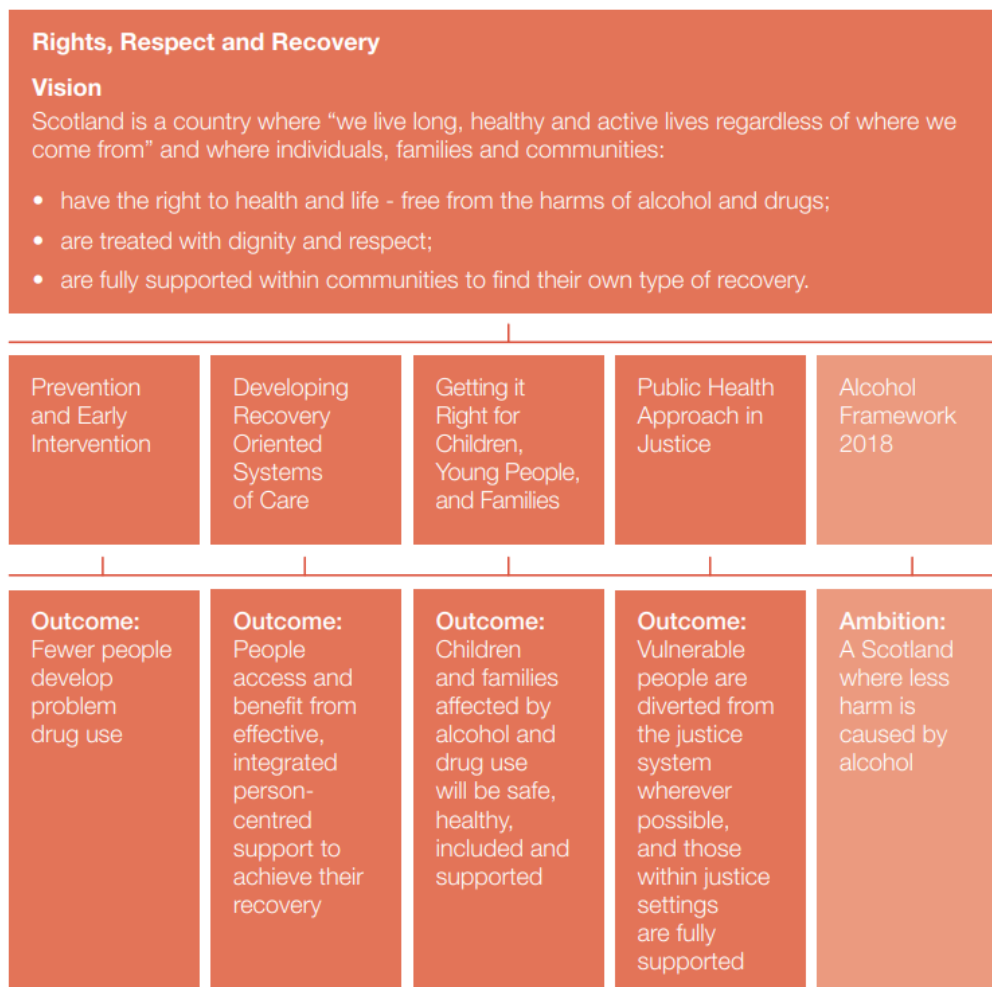 Rights, Respect and Recovery
Vision
Scotland is a country where “we live long, healthy and active lives regardless of where we
come from” and where individuals, families and communities:
• have the right to health and life - free from the harms of alcohol and drugs;
• are treated with dignity and respect;
• are fully supported within communities to find their own type of recovery.
Prevention
and Early
Intervention
Developing
Recovery
Oriented
Systems
of Care
Getting it
Right for
Children,
Young People,
and Families
Public Health
Approach in
Justice
Alcohol
Framework
2018
Outcome:
Fewer people
develop
problem
drug use
Outcome:
People
access and
benefit from
effective,
integrated
person-
centred
support to
achieve their
recovery
Outcome:
Children
and families
affected by
alcohol and
drug use
will be safe,
healthy,
included and
supported
Outcome:
Vulnerable
people are
diverted from
the justice
system
wherever
possible,
and those
within justice
settings
are fully
supported
Ambition:
A Scotland
where less
harm is
caused by
alcohol